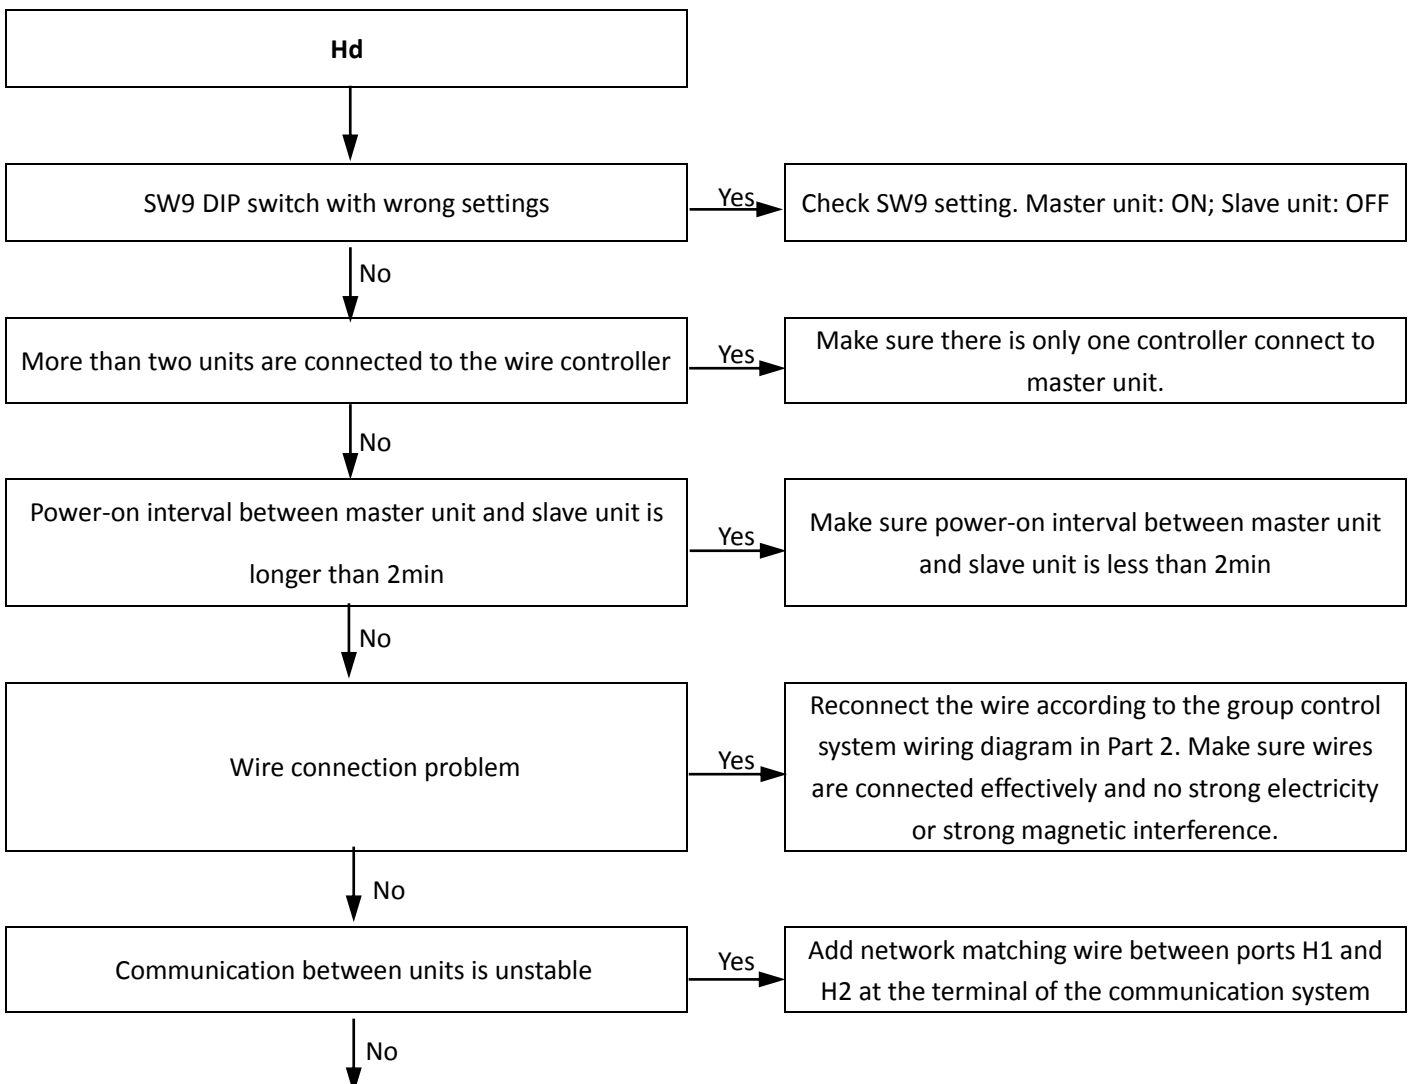 Hd
SW9 DIP switch with wrong settings
Yes
Check SW9 setting. Master unit: ON; Slave unit: OFF
No
More than two units are connected to the wire controller
Yes
Make sure there is only one controller connect to
master unit.
No
Power-on interval between master unit and slave unit is
longer than 2min
Yes
Make sure power-on interval between master unit
and slave unit is less than 2min
No
Wire connection problem
Yes
Reconnect the wire according to the group control
system wiring diagram in Part 2. Make sure wires
are connected effectively and no strong electricity
or strong magnetic interference.
No
Communication between units is unstable
Yes
Add network matching wire between ports H1 and
H2 at the terminal of the communication system
No